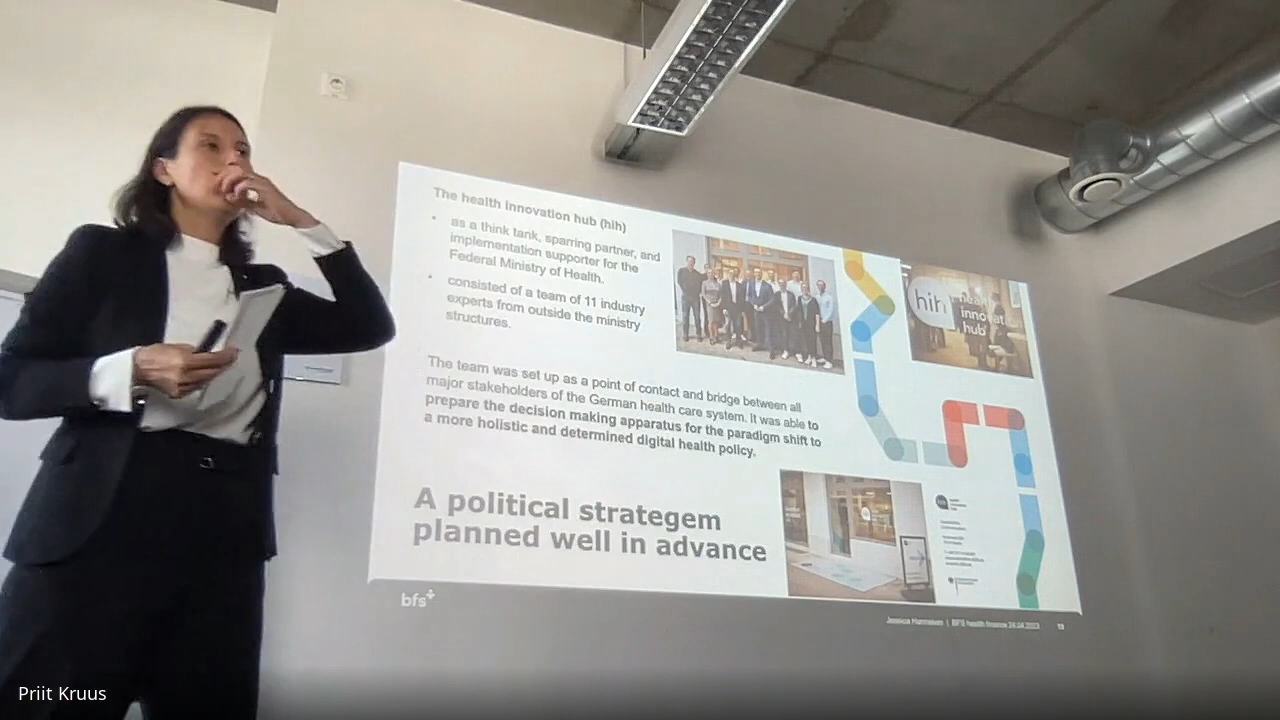 The health innovation hub (hih)
• as a think tank, sparring partner, and
implementation supporter for the
Federal Ministry of Health.
• consisted of a team of 11 industry
experts from outside the ministry
structures.
The team was set up as a point of contact and bridge between all
major stakeholders of the German health care system. It was able to
prepare the decision making apparatus for the paradigm shift to
a more holistic and determined digital health policy.
A political strategem
planned well in advance
hih
health
innovation
hub
bfs+
| BFS health finance 24.04.2023
Priit Kruus